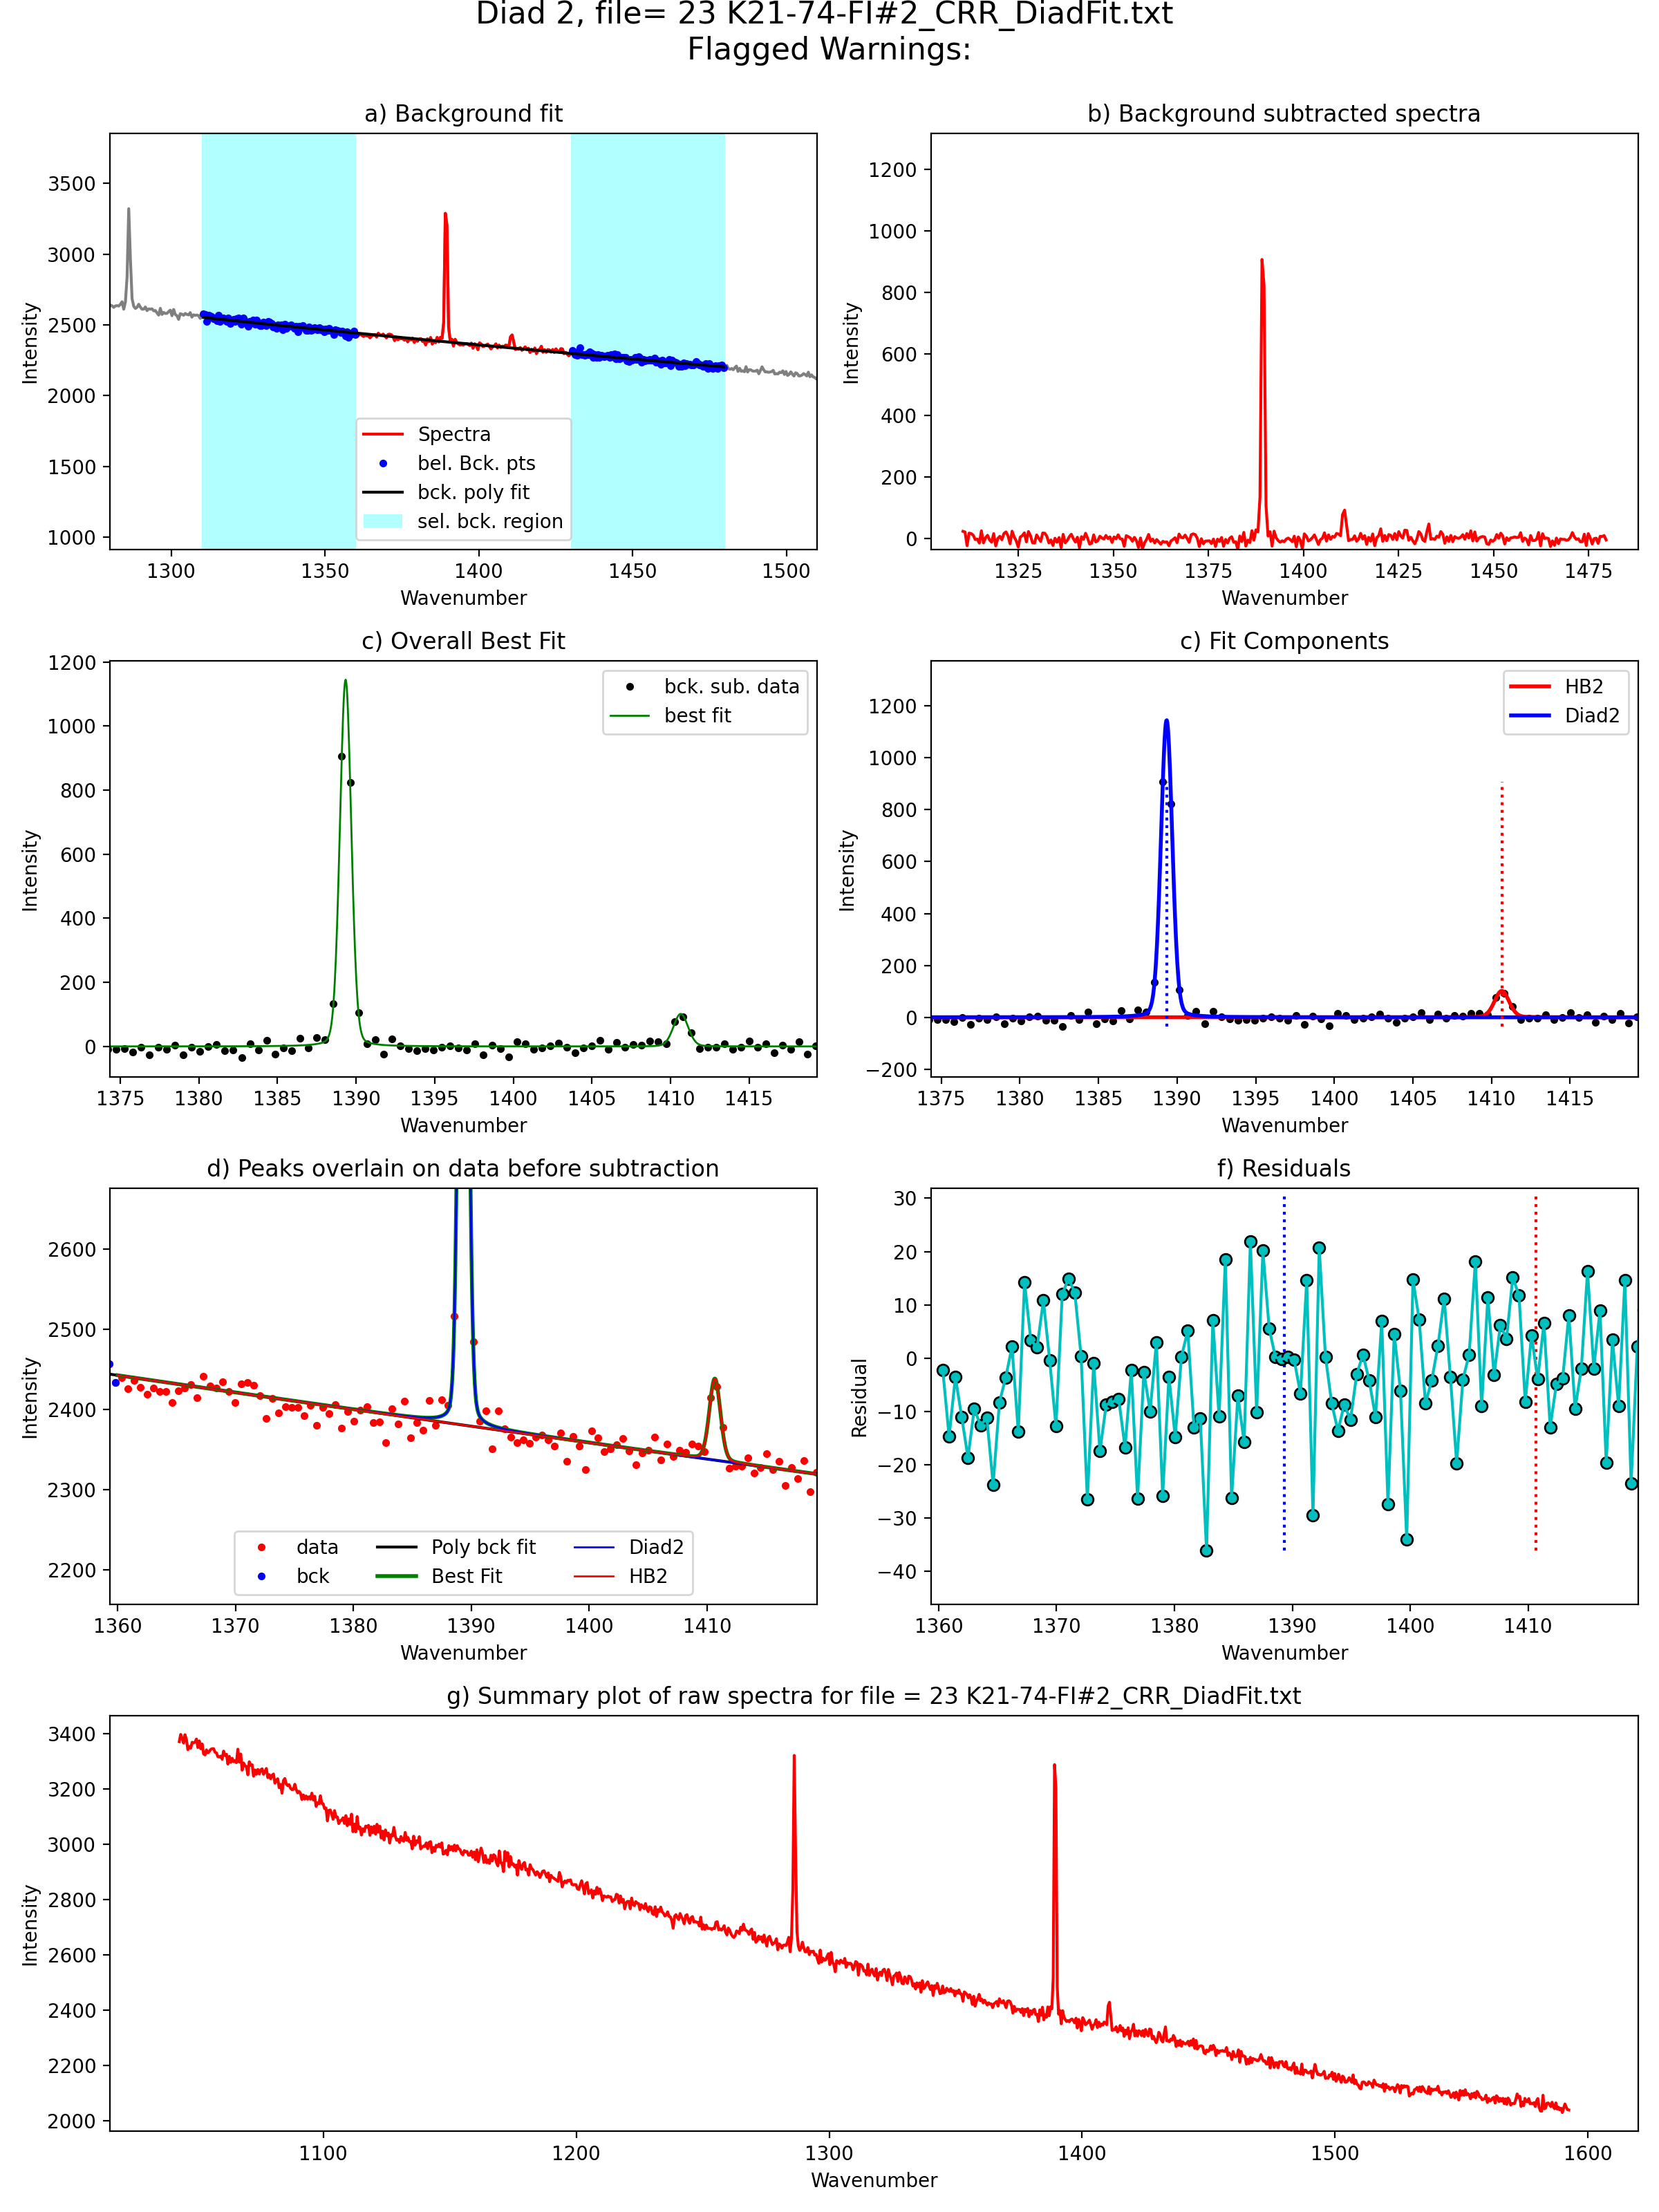 Diad 2, file= 23 K21-74-FI#2_CRR_DiadFit.txt
Flagged Warnings:
a) Background fit
Intensity
3500
3000
2500
2000
1500
1000
Spectra
bel. Bck. pts
bck. poly fit
sel. bck. region
1300 1350 1400 1450 1500
Wavenumber
b) Background subtracted spectra
Intensity
1200
1000
800
600
400
200
0
1325 1350 1375 1400 1425 1450 1475
Wavenumber
c) Overall Best Fit
Intensity
1200
1000
800
600
400
200
0
bck. sub. data
best fit
1375 1380 1385 1390 1395 1400 1405 1410 1415
Wavenumber
c) Fit Components
Intensity
1200
1000
800
600
400
200
0
−200
HB2
Diad2
1375 1380 1385 1390 1395 1400 1405 1410 1415
Wavenumber
d) Peaks overlain on data before subtraction
Intensity
2600
2500
2400
2300
2200
data Poly bck fit Diad2
bck Best Fit HB2
1360 1370 1380 1390 1400 1410
Wavenumber
f) Residuals
Residual
30
20
10
0
−10
−20
−30
−40
1360 1370 1380 1390 1400 1410
Wavenumber
g) Summary plot of raw spectra for file = 23 K21-74-FI#2_CRR_DiadFit.txt
Intensity
3400
3200
3000
2800
2600
2400
2200
2000
1100 1200 1300 1400 1500 1600
Wavenumber